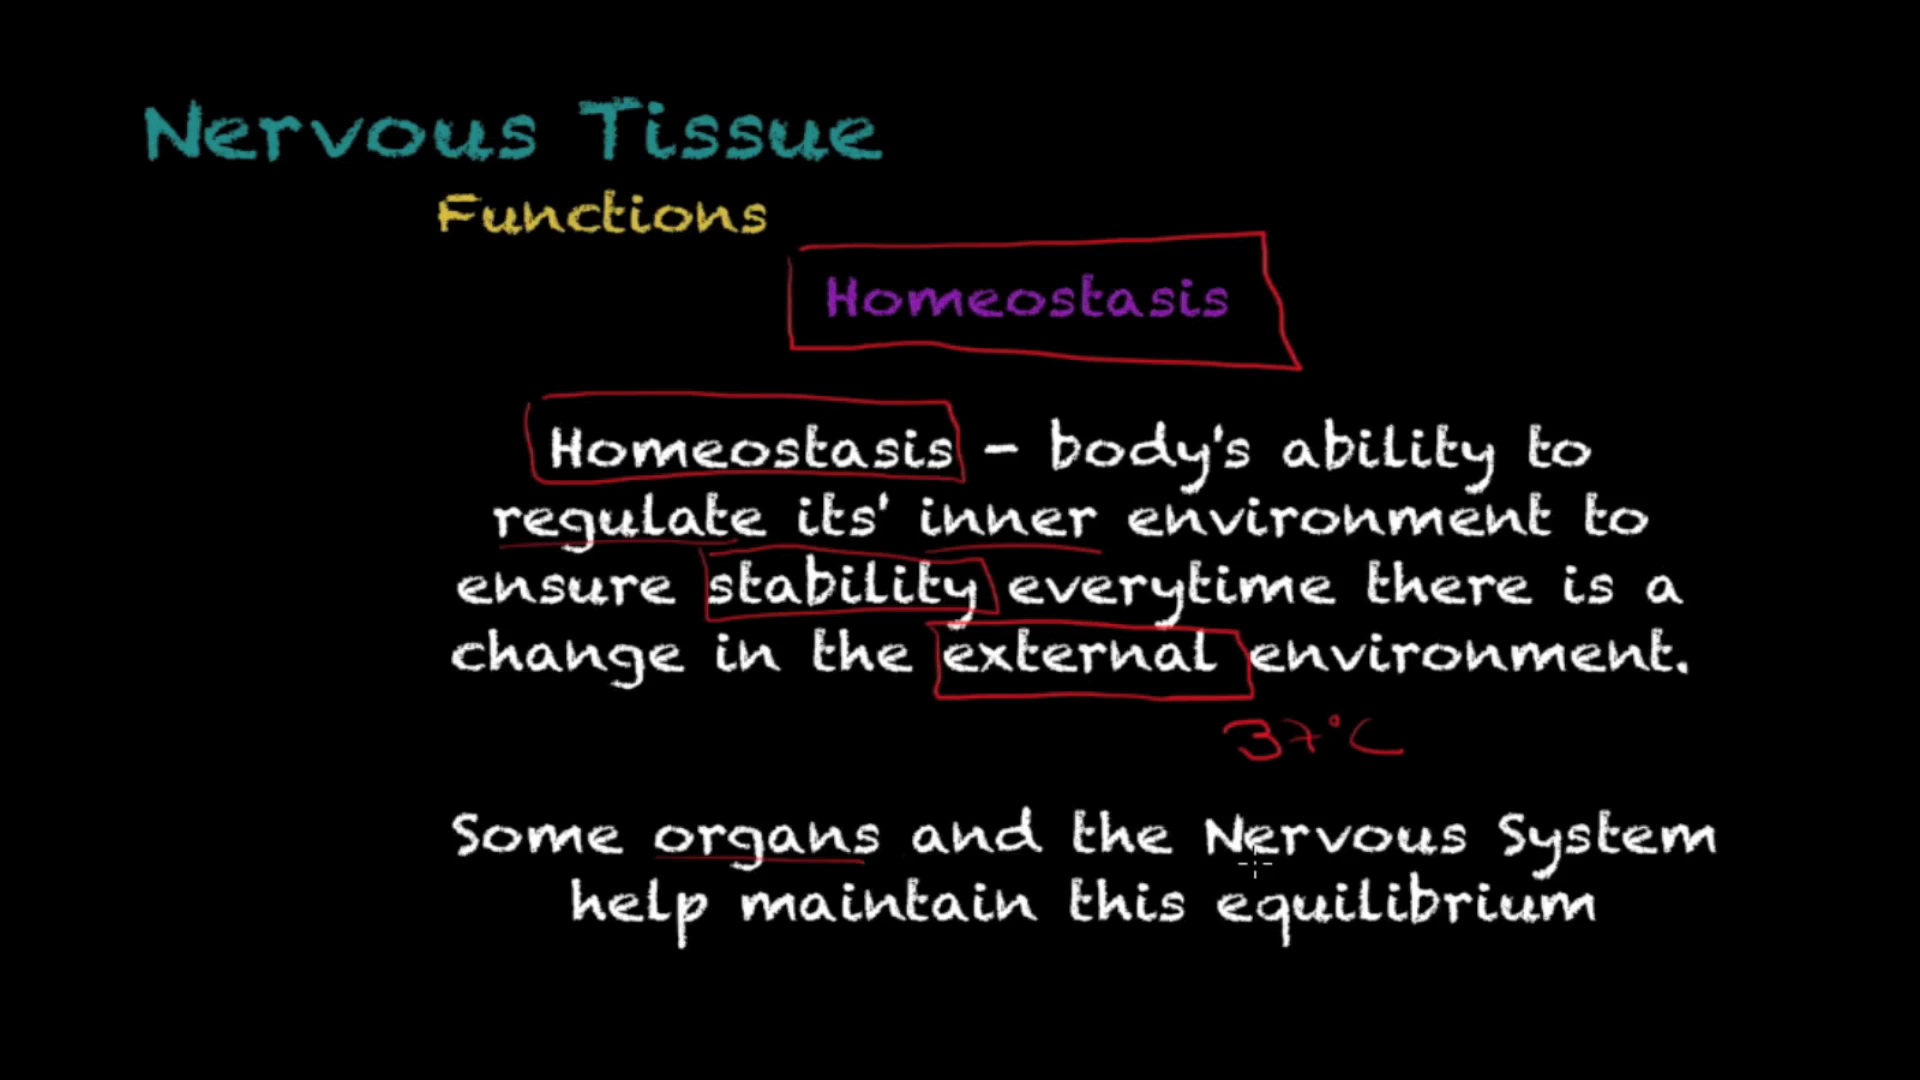 Nervous Tissue
Functions
Homeostasis
Homeostasis - body's ability to
regulate its' inner environment to
ensure stability everytime there is a
change in the external environment.
37°C
Some organs and the Nervous System
help maintain this equilibrium